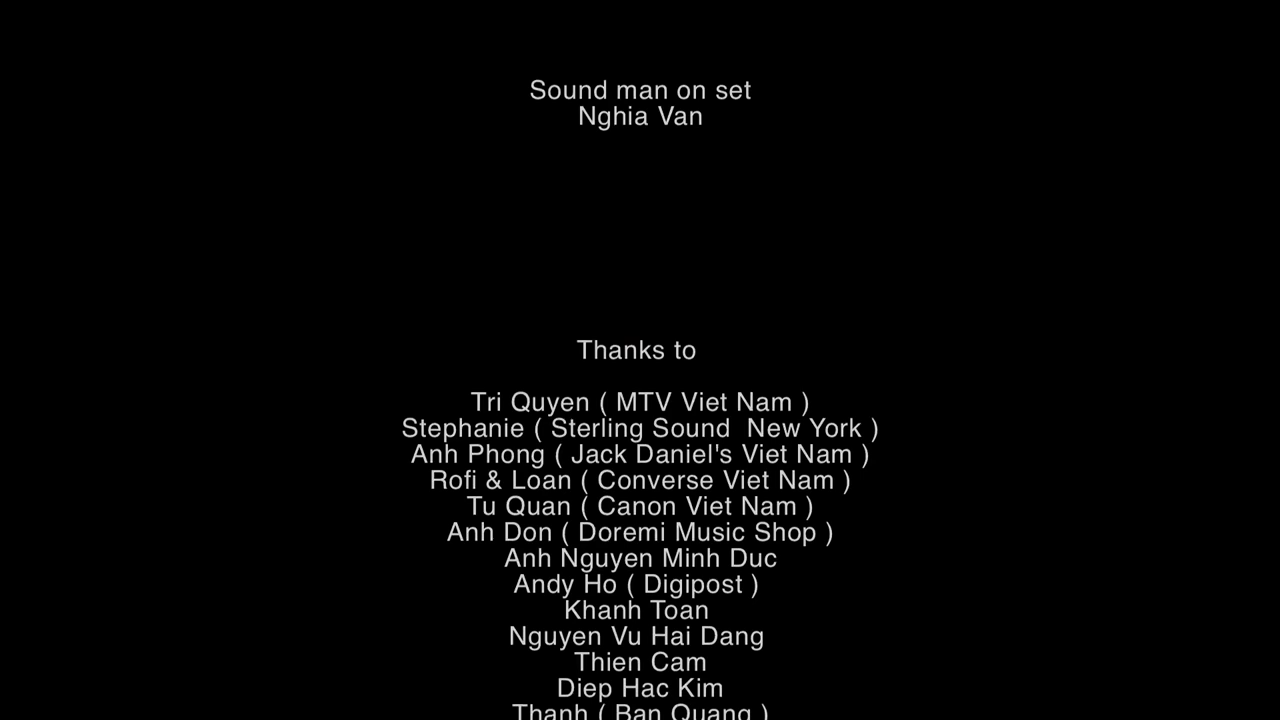 Sound man on set
Nghia Van
Thanks to
Tri Quyen ( MTV Viet Nam )
Stephanie ( Sterling Sound  New York )
Anh Phong ( Jack Daniel's Viet Nam )
Rofi & Loan ( Converse Viet Nam )
Tu Quan ( Canon Viet Nam )
Anh Don ( Doremi Music Shop )
Anh Nguyen Minh Duc
Andy Ho ( Digipost )
Khanh Toan
Nguyen Vu Hai Dang
Thien Cam
Diep Hac Kim
Thanh ( Ban Quang )